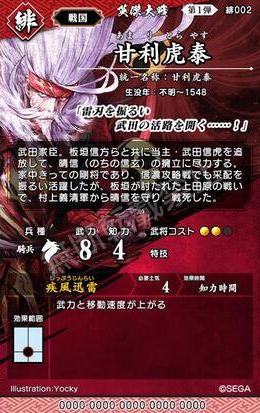 緋
戦国
英傑大戦
第1弾
緋002
あまりとらやす
甘利虎泰
統一名称：甘利虎泰
生没年：不明～1548
「雷刃を振るい
武田の活路を開く……！」
武田家臣。板垣信方らと共に当主・武田信虎を追
放して、晴信（のちの信玄）の擁立に尽力する。
家中きっての剛将であり、信濃攻略戦でも采配を
振るい活躍したが、板垣が討たれた上田原の戦い
で、村上義清軍から晴信を守り、戦死した。
兵種 武力 知力 武将コスト
騎兵 8 4 特技
しっぷうじんらい
疾風迅雷
必要士気
4
効果時間
知力時間
効果範囲
武力と移動速度が上がる
Illustration:Yocky
©SEGA
0000-0000-0000-0000-0000